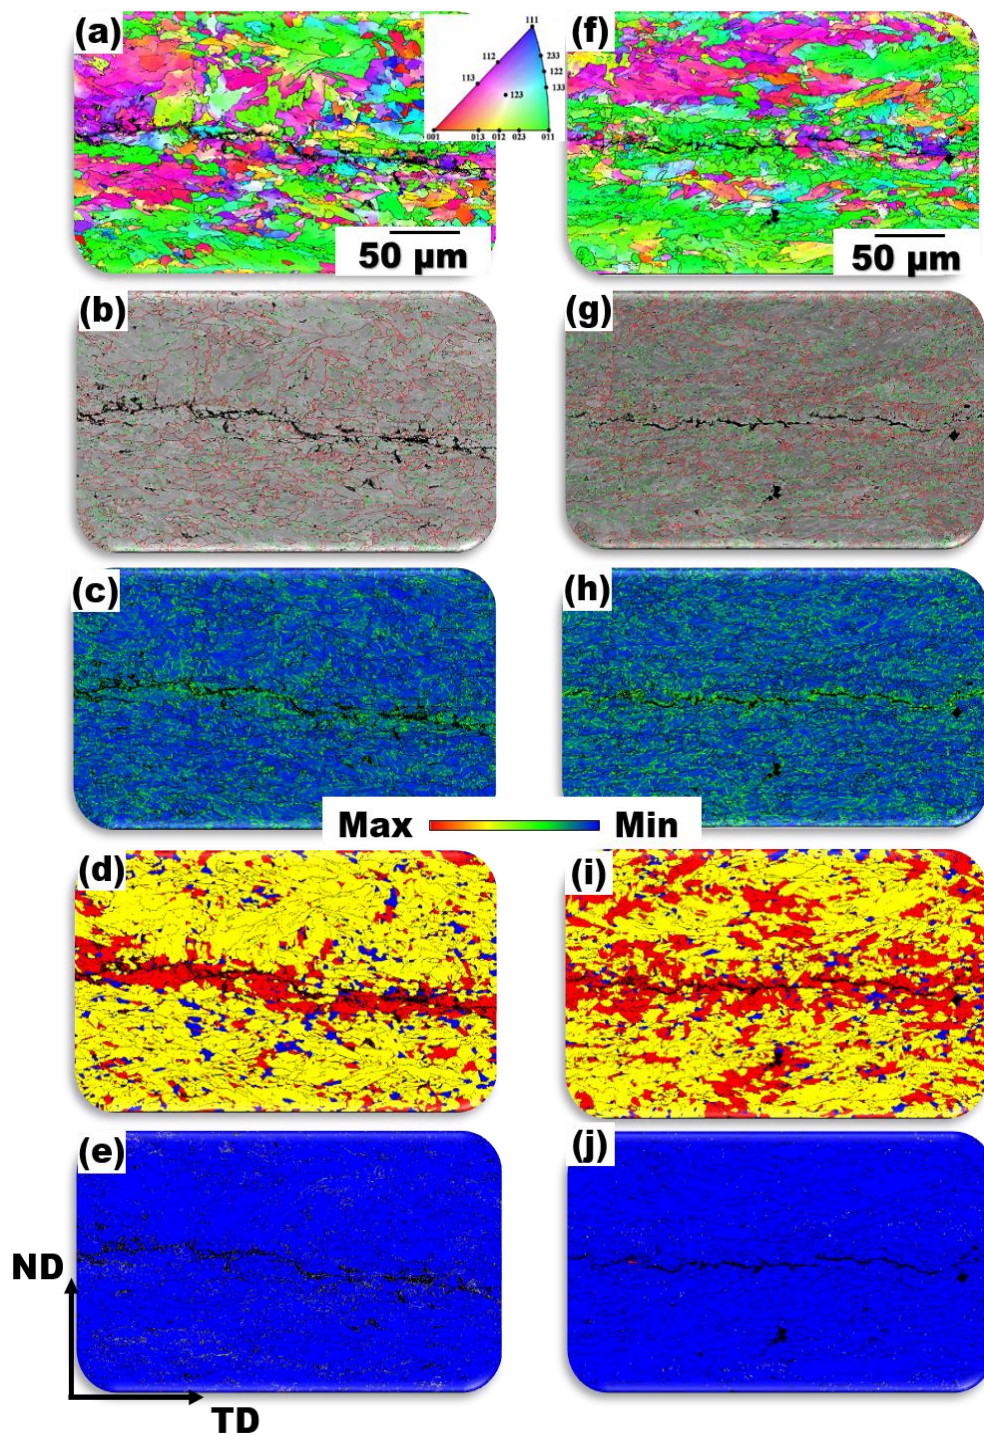 (a)
111
233
122
133
112
113
123
001
013
012
023
011
(f)
50 µm
50 µm
(b)
(g)
(c)
(h)
Max
Min
(d)
(i)
(e)
(j)
ND
TD